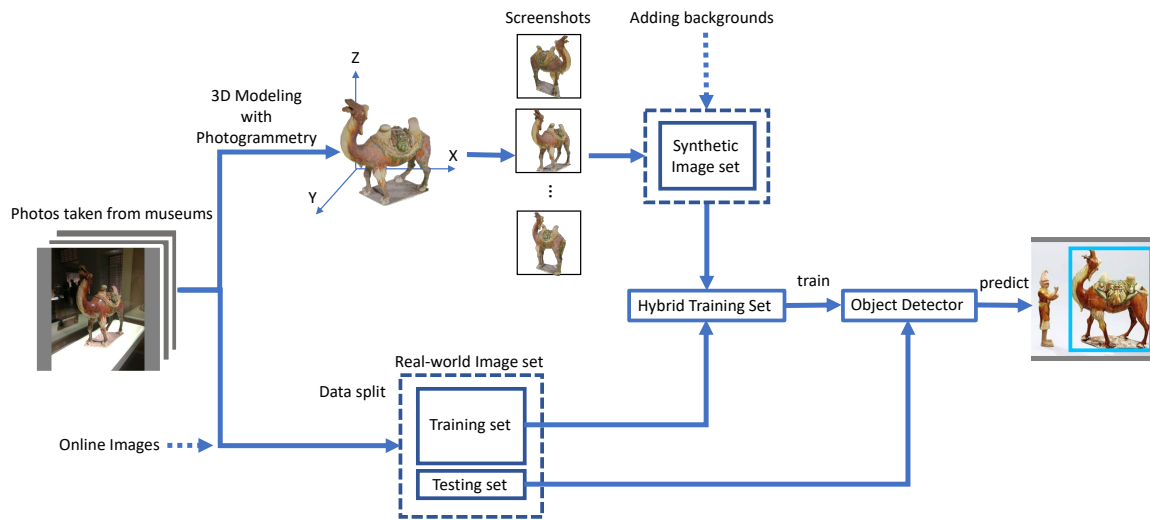 Screenshots
Adding backgrounds
Z
3D Modeling
with
Photogrammetry
X
Y
Synthetic
Image set
Photos taken from museums
...
Hybrid Training Set
train
Object Detector
predict
Real-world Image set
Data split
Training set
Online Images
Testing set